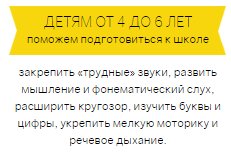 ДЕТЯМ ОТ 4 ДО 6 ЛЕТ
поможем подготовиться к школе
закрепить «трудные» звуки, развить
мышление и фонематический слух,
расширить кругозор, изучить буквы и
цифры, укрепить мелкую моторику и
речевое дыхание.